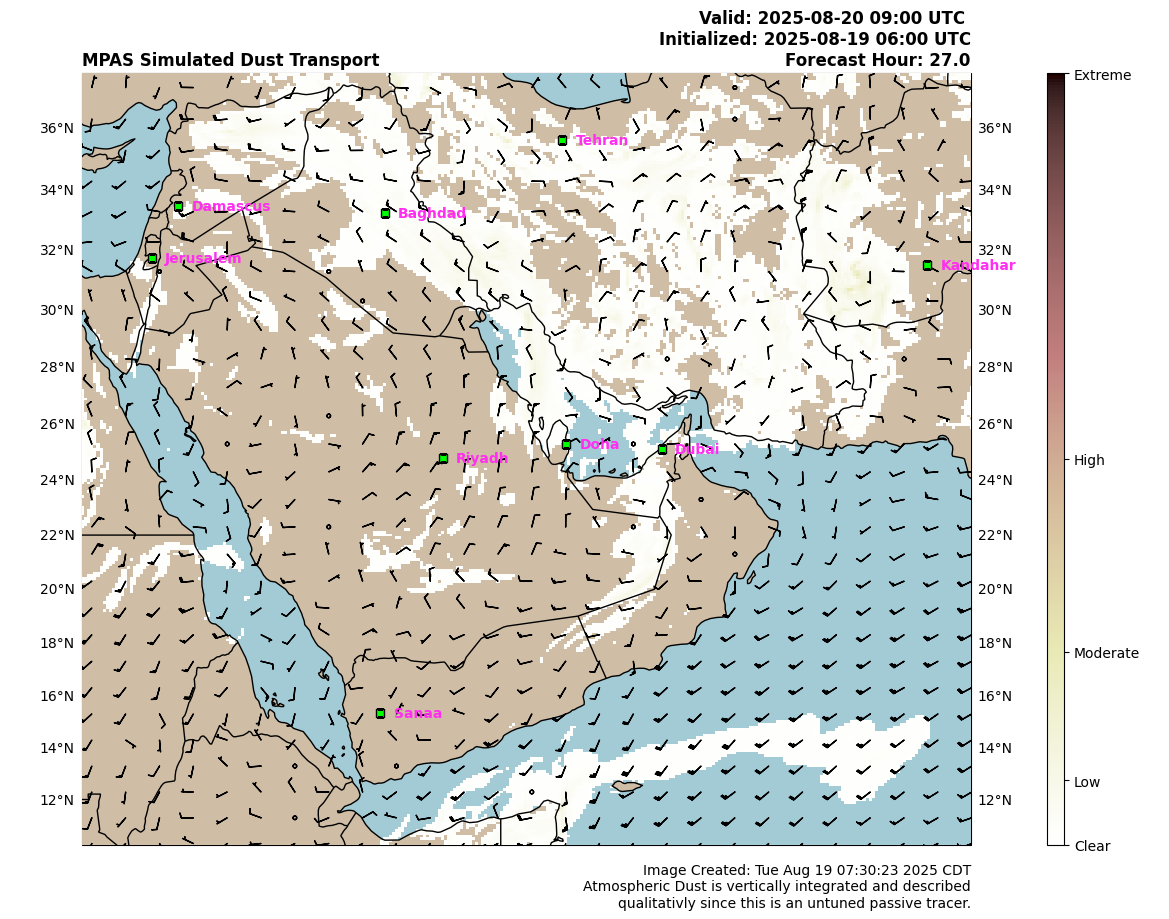 Valid: 2025-08-20 09:00 UTC
Initialized: 2025-08-19 06:00 UTC
MPAS Simulated Dust Transport Forecast Hour: 27.0
Extreme
36°N Tehran 36°N
34°N Damascus Baghdad 34°N
32°N Jerusalem Kandahar 32°N
30°N 30°N
28°N 28°N
26°N Doha Dubai 26°N
Riyadh High
24°N 24°N
22°N 22°N
20°N 20°N
18°N 18°N
Moderate
16°N Sanaa 16°N
14°N 14°N
Low
12°N 12°N
Clear
Image Created: Tue Aug 19 07:30:23 2025 CDT
Atmospheric Dust is vertically integrated and described
qualitativly since this is an untuned passive tracer.